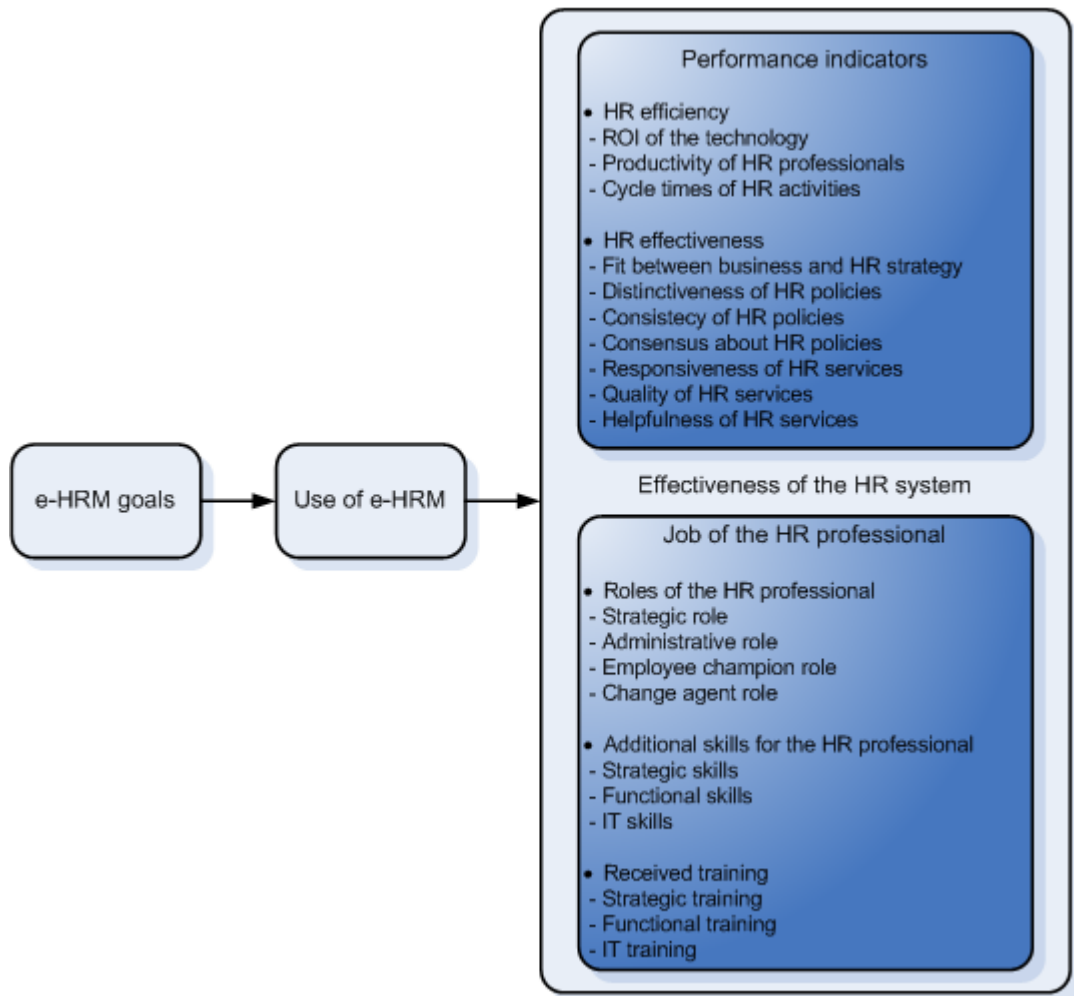 e-HRM goals
Use of e-HRM
Performance indicators
• HR efficiency
- ROI of the technology
- Productivity of HR professionals
- Cycle times of HR activities
• HR effectiveness
- Fit between business and HR strategy
- Distinctiveness of HR policies
- Consistecy of HR policies
- Consensus about HR policies
- Responsiveness of HR services
- Quality of HR services
- Helpfulness of HR services
Effectiveness of the HR system
Job of the HR professional
• Roles of the HR professional
- Strategic role
- Administrative role
- Employee champion role
- Change agent role
• Additional skills for the HR professional
- Strategic skills
- Functional skills
- IT skills
• Received training
- Strategic training
- Functional training
- IT training